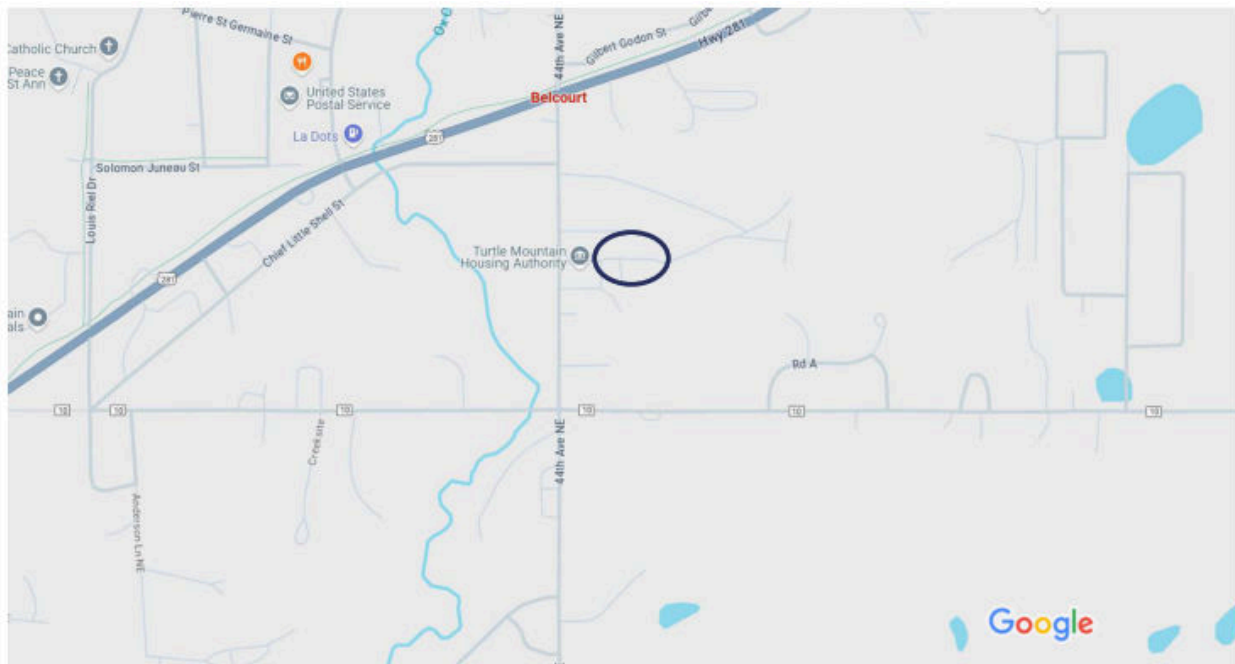 Pierre St Germaine St
Catholic Church
Peace
St Ann
United States
Postal Service
La Dots
Solomon Juneau St
Louis Riel Dr
Chief Little Shell St
281
281
44th Ave NE
Gilbert Godon St
Hwy 281
Belcourt
Turtle Mountain
Housing Authority
Rd A
10
10
10
10
10
10
Creeksite
44th Ave NE
Anderson Ln NE
Google